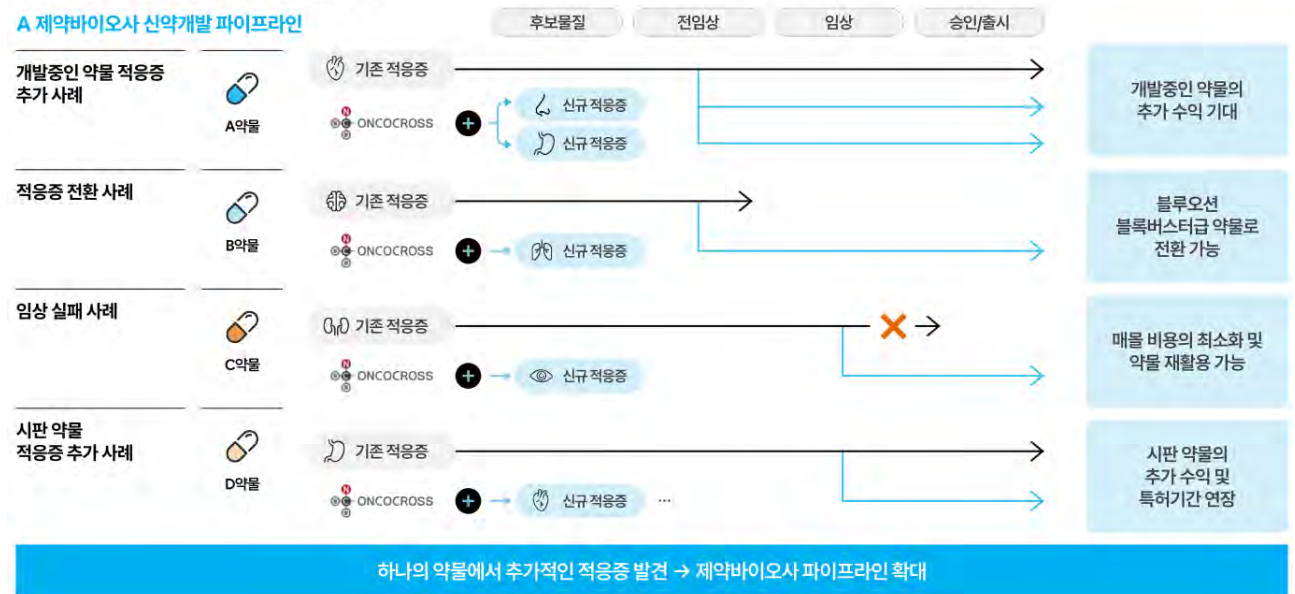 A 제약바이오사 신약개발 파이프라인
후보물질
전임상
임상
승인/출시
개발중인 약물 적응증
추가 사례
A약물
기존 적응증
N
ONCOCROSS
신규 적응증
신규 적응증
개발중인 약물의
추가 수익 기대
적응증 전환 사례
B약물
기존 적응증
N
ONCOCROSS
신규 적응증
블루오션
블록버스터급 약물로
전환 가능
임상 실패 사례
C약물
기존 적응증
N
ONCOCROSS
신규 적응증
매몰 비용의 최소화 및
약물 재활용 가능
시판 약물
적응증 추가 사례
D약물
기존 적응증
N
ONCOCROSS
신규 적응증 ...
시판 약물의
추가 수익 및
특허기간 연장
하나의 약물에서 추가적인 적응증 발견 → 제약바이오사 파이프라인 확대